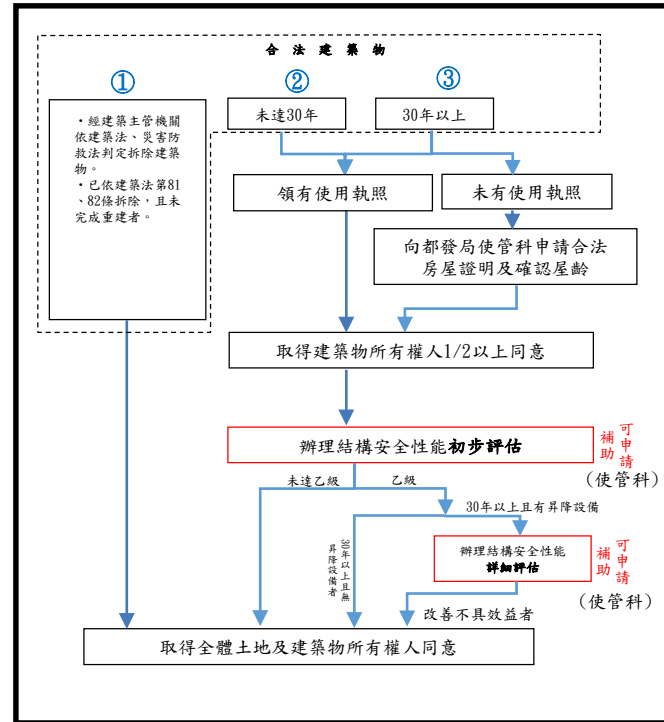 合法建築物
①
②
③
・經建築主管機關
依建築法、災害防
救法判定拆除建築
物。
・已依建築法第81
、82條拆除，且未
完成重建者。
未達30年
30年以上
領有使用執照
未有使用執照
向都發局使管科申請合法
房屋證明及確認屋齡
取得建築物所有權人1/2以上同意
辦理結構安全性能初步評估
可申請
補助
(使管科)
未達乙級
乙級
30年以上且有昇降設備
30年以上且無
昇降設備者
辦理結構安全性能
詳細評估
可申請
補助
(使管科)
改善不具效益者
取得全體土地及建築物所有權人同意